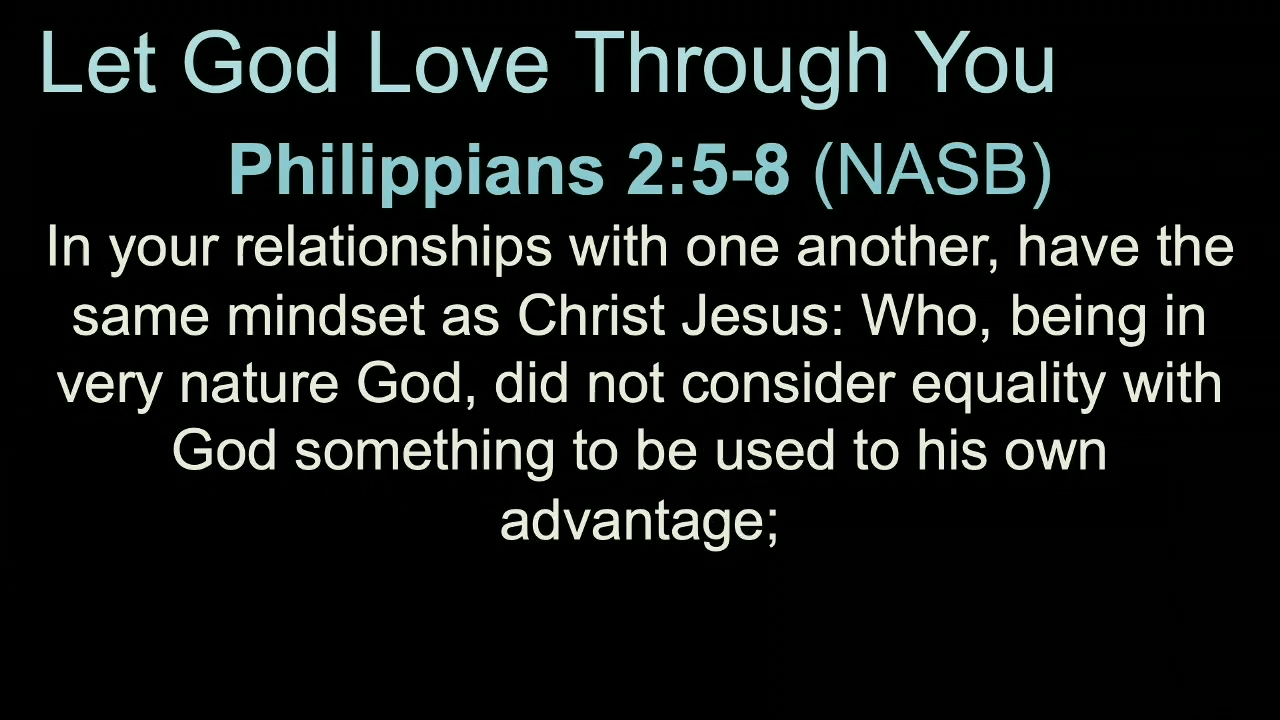 Let God Love Through You
Philippians 2:5-8 (NASB)
In your relationships with one another, have the
same mindset as Christ Jesus: Who, being in
very nature God, did not consider equality with
God something to be used to his own
advantage;